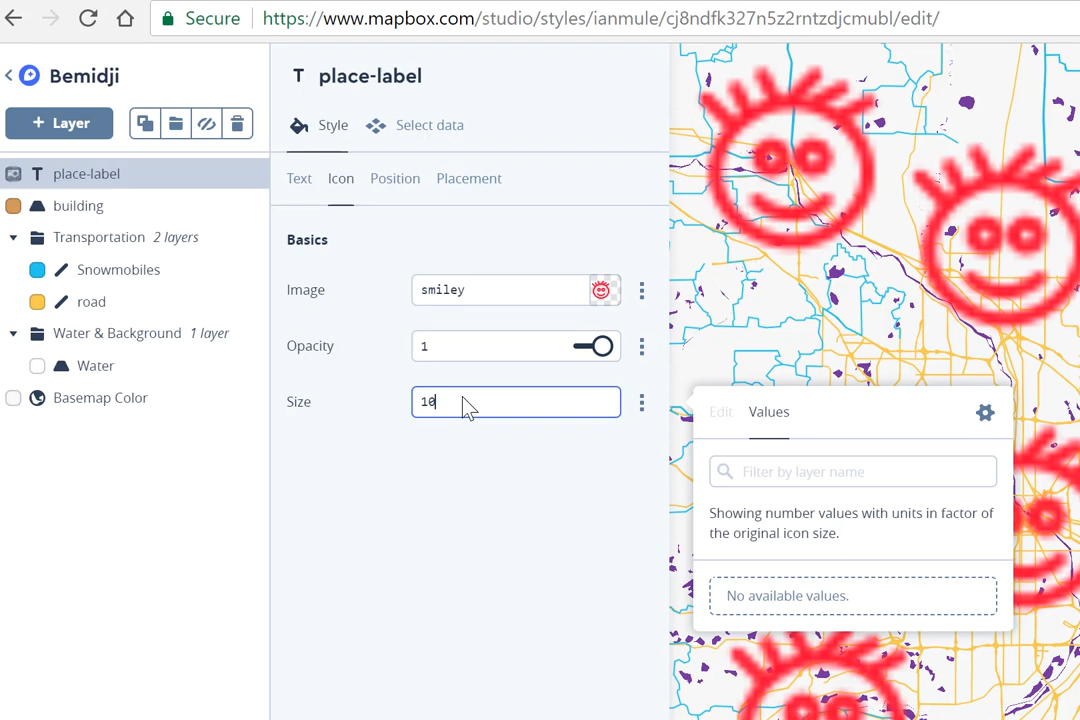 Secure https://www.mapbox.com/studio/styles/ianmule/cj8ndfk327n5z2rntzdjcmubl/edit/
Bemidji
+ Layer
place-label
building
Transportation 2 layers
Snowmobiles
road
Water & Background 1 layer
Water
Basemap Color
T place-label
Style Select data
Text Icon Position Placement
Basics
Image smiley
Opacity 1
Size 10
Edit Values
Filter by layer name
Showing number values with units in factor of
the original icon size.
No available values.